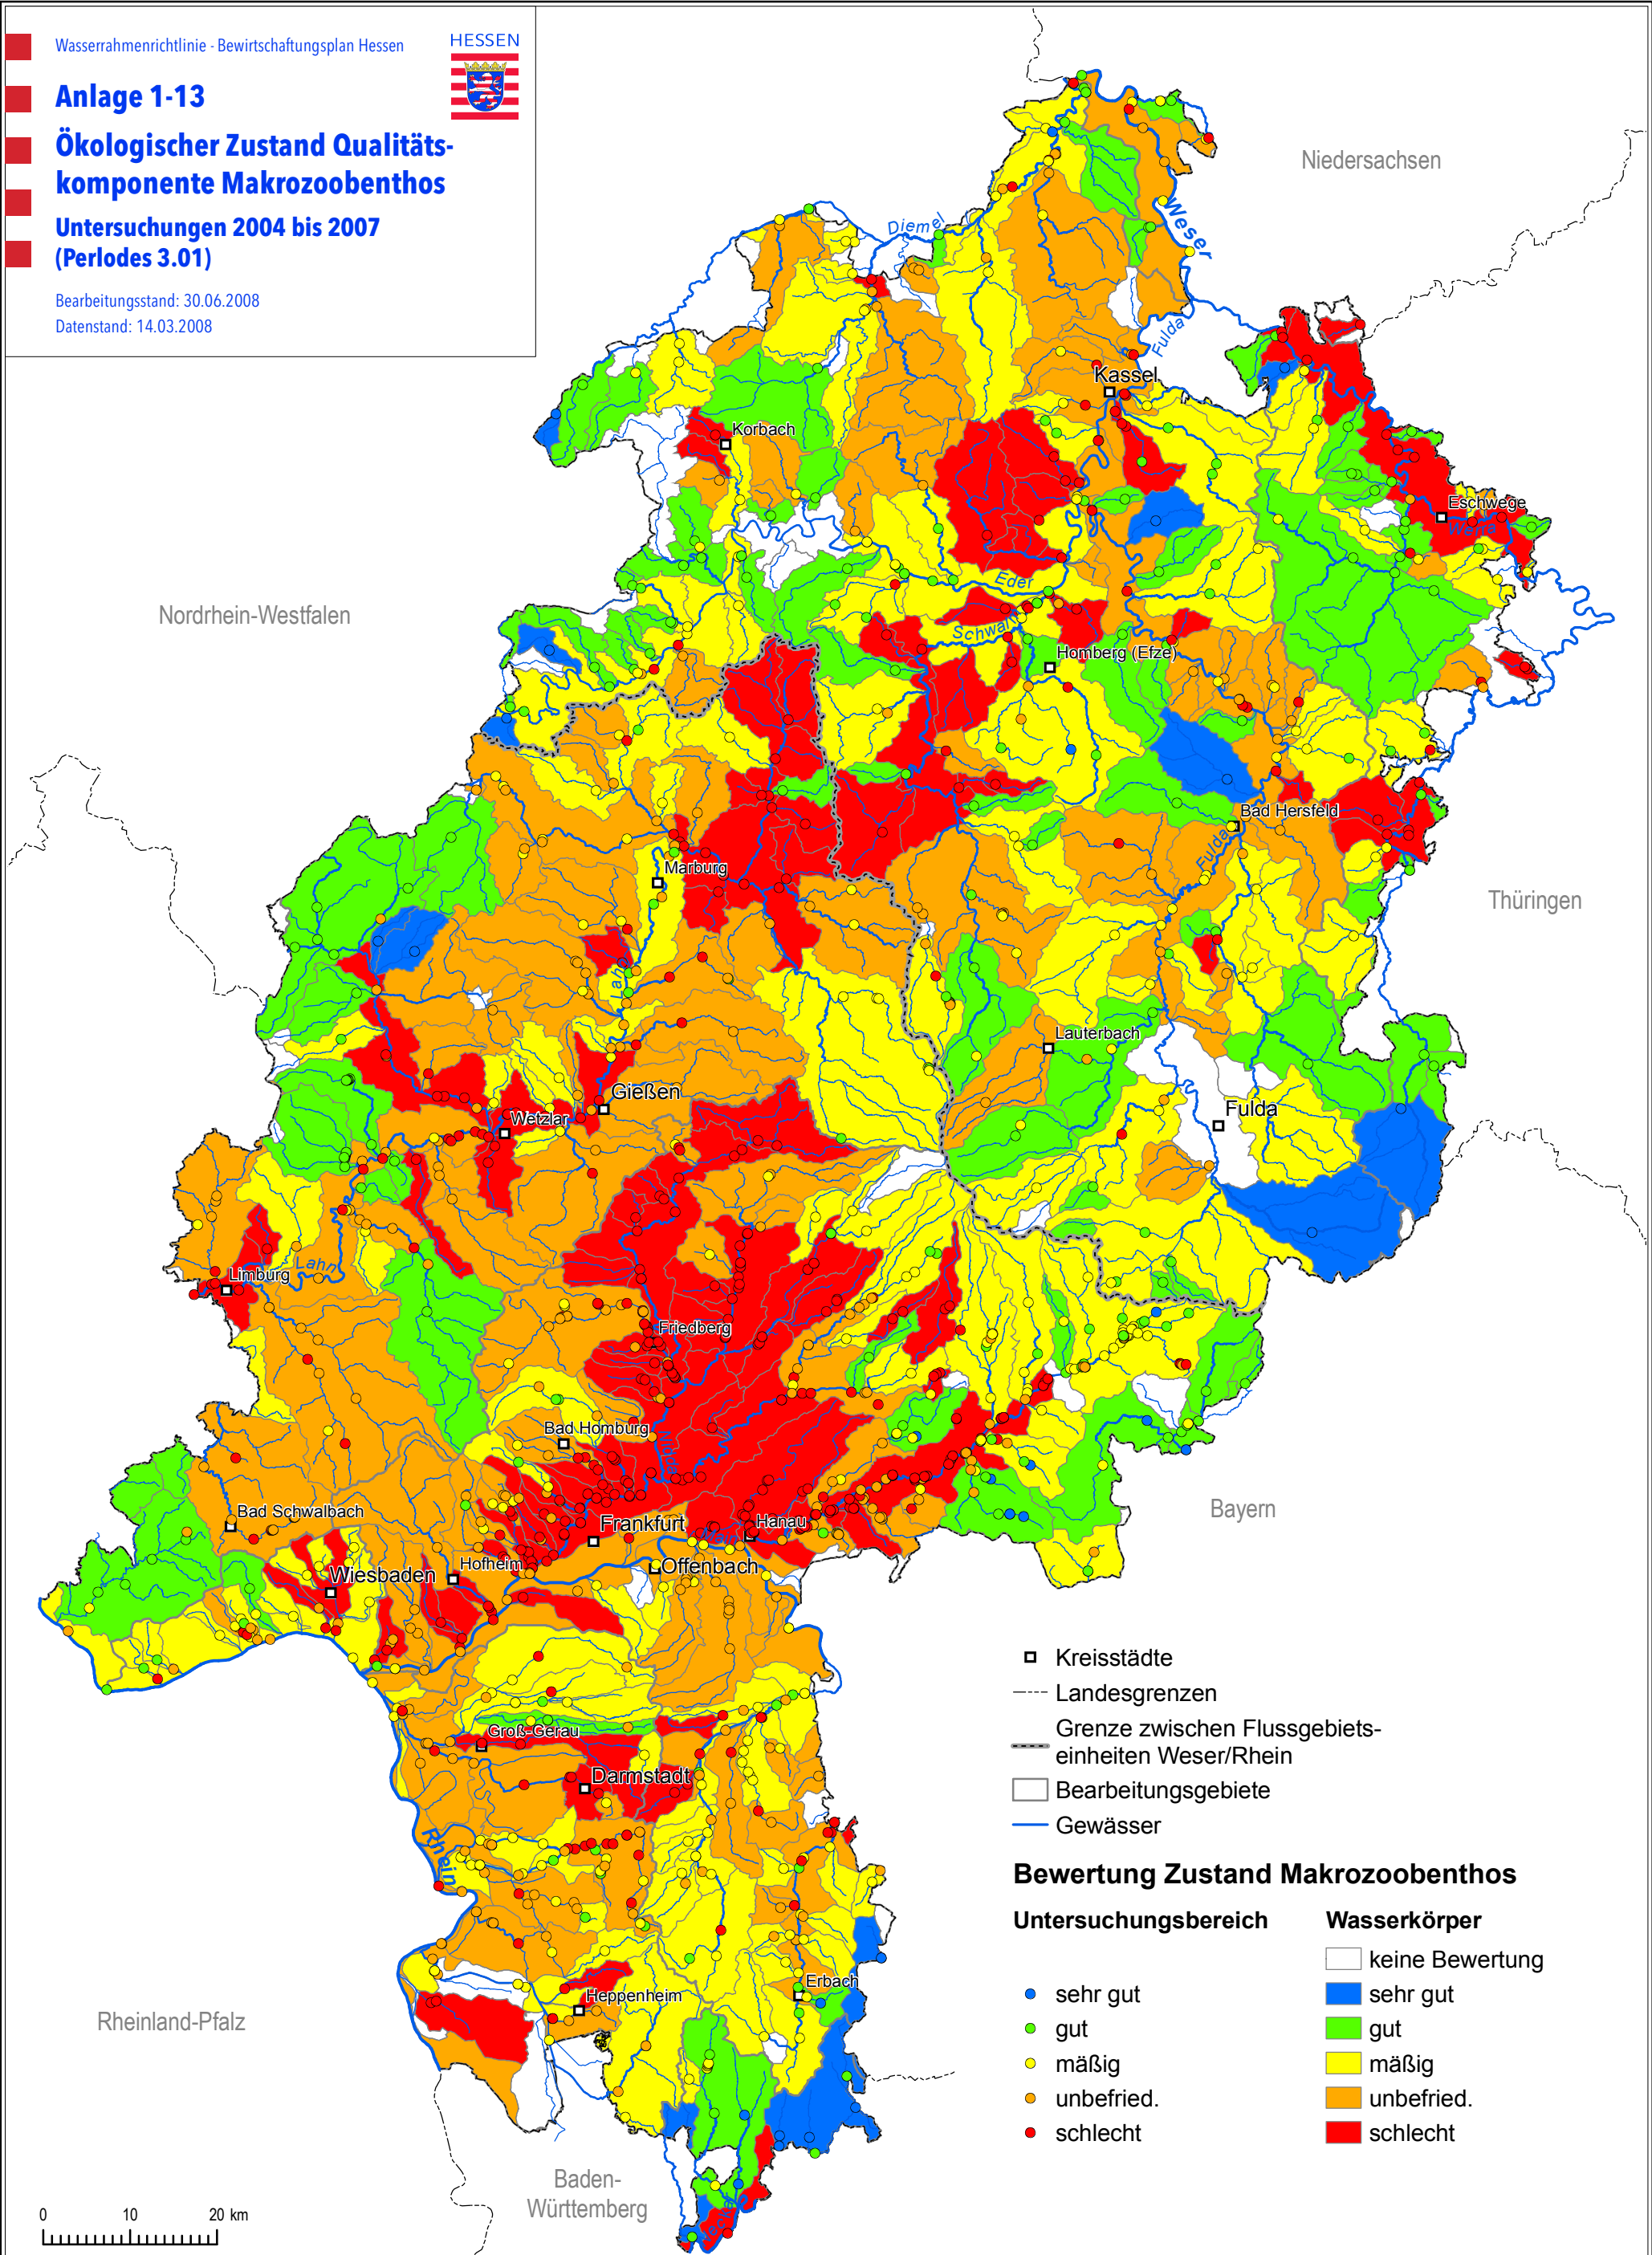 Wasserrahmenrichtlinie - Bewirtschaftungsplan Hessen
HESSEN
Anlage 1-13
Ökologischer Zustand Qualitäts-
komponente Makrozoobenthos
Untersuchungen 2004 bis 2007
(Perlodes 3.01)
Bearbeitungsstand: 30.06.2008
Datenstand: 14.03.2008
Niedersachsen
Diemel
Weser
Fulda
Kassel
Korbach
Eschwege
Werra
Eder
Nordrhein-Westfalen
Schwalm
Homberg (Efze)
Bad Hersfeld
Fulda
Marburg
Thüringen
Lahn
Lauterbach
Gießen
Fulda
Wetzlar
Lahn
Limburg
Friedberg
Bad Homburg
Nidda
Bad Schwalbach
Frankfurt
Hanau
Main
Bayern
Hofheim
Offenbach
Wiesbaden
Groß-Gerau
Darmstadt
Rhein
Erbach
Heppenheim
Rheinland-Pfalz
Neckar
Baden-
Württemberg
Kreisstädte
Landesgrenzen
Grenze zwischen Flussgebiets-
einheiten Weser/Rhein
Bearbeitungsgebiete
Gewässer
Bewertung Zustand Makrozoobenthos
Untersuchungsbereich
Wasserkörper
keine Bewertung
sehr gut
sehr gut
gut
gut
mäßig
mäßig
unbefried.
unbefried.
schlecht
schlecht
0 10 20 km